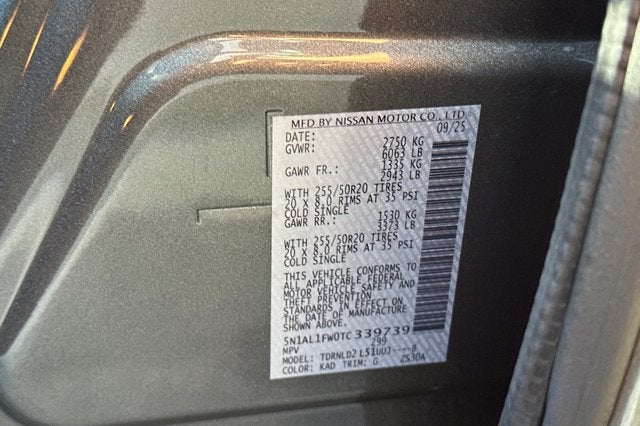 MFD BY NISSAN MOTOR CO., LTD.
DATE: 09/25
GVWR: 2750 KG
6063 LB
GAWR FR.: 1335 KG
2943 LB
WITH 255/50R20 TIRES
20 x 8.0 RIMS AT 35 PSI
COLD SINGLE
GAWR RR.: 1530 KG
3373 LB
WITH 255/50R20 TIRES
20 x 8.0 RIMS AT 35 PSI
COLD SINGLE
THIS VEHICLE CONFORMS TO
ALL APPLICABLE FEDERAL
MOTOR VEHICLE SAFETY AND
THEFT PREVENTION
STANDARDS IN EFFECT ON
THE DATE OF MANUFACTURE
SHOWN ABOVE.
5N1AL1FW0TC339739
MPV 299
MODEL: TDRNLD2 LS1UUJ----B
COLOR: KAD TRIM: G 2S30A